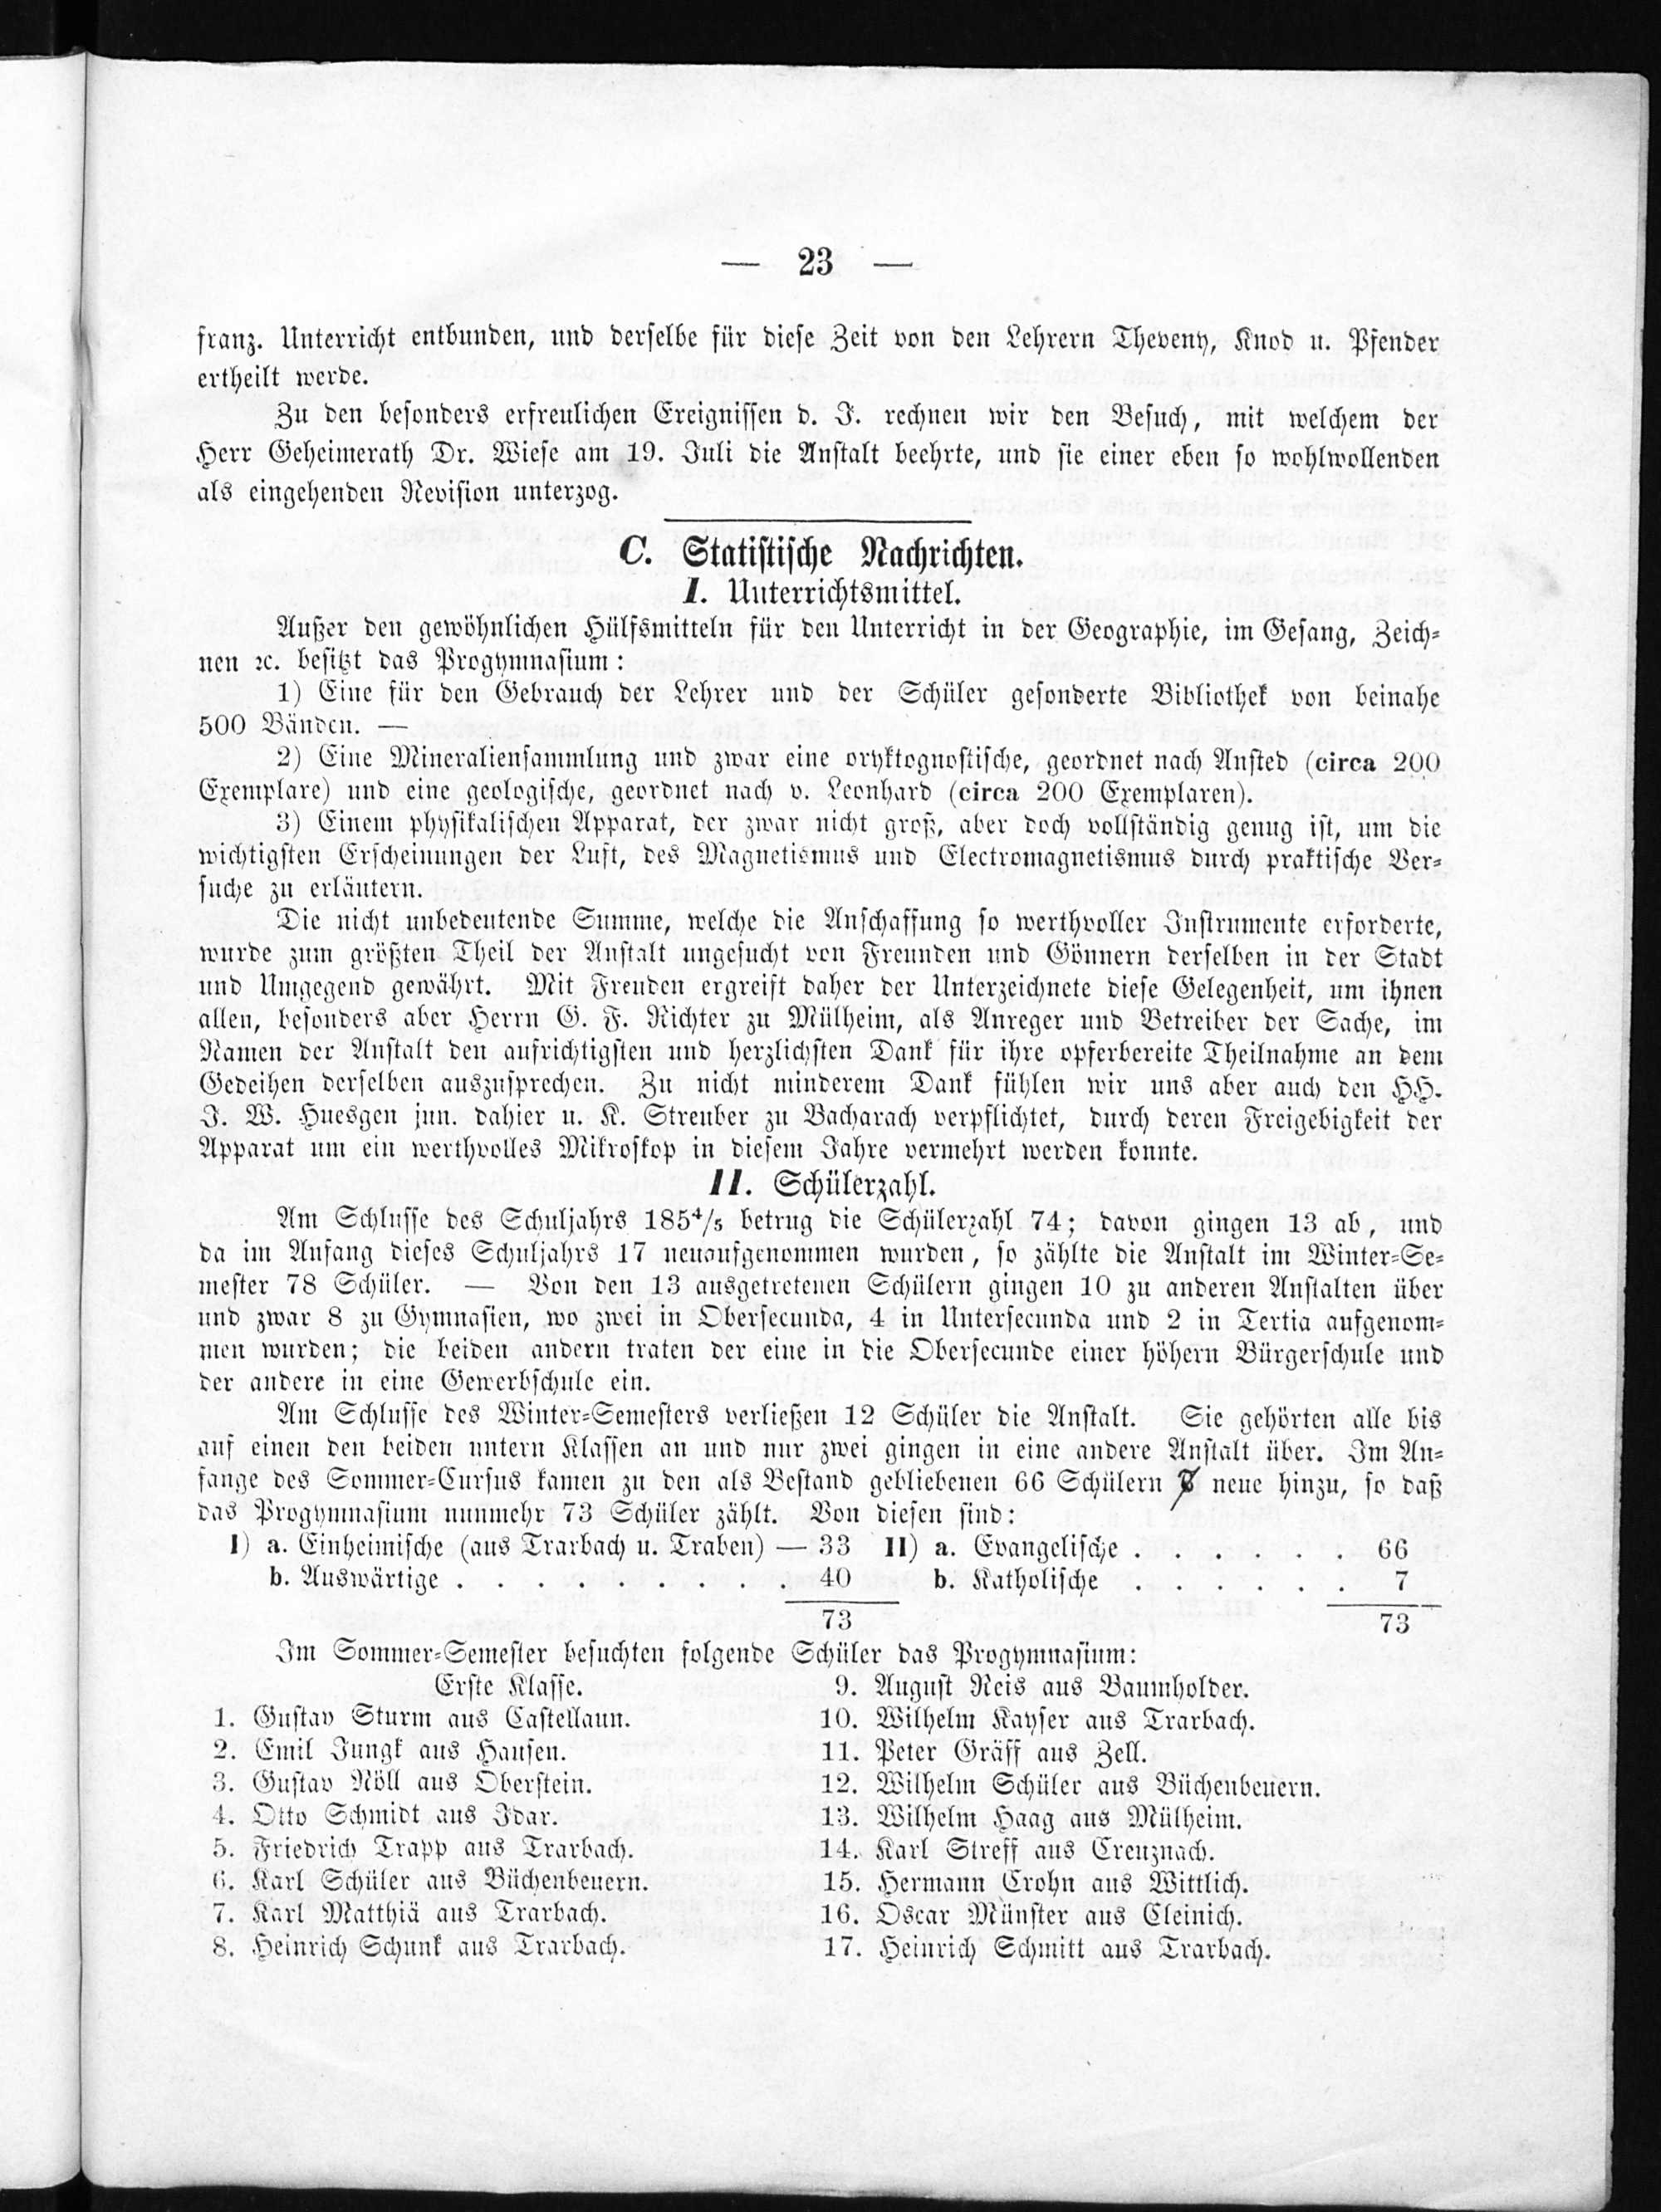 — 23 —
franz. Unterricht entbunden, und derselbe für diese Zeit von den Lehrern Theveny, Knod u. Pfender
ertheilt werde.
Zu den besonders erfreulichen Ereignissen d. J. rechnen wir den Besuch, mit welchem der
Herr Geheimerath Dr. Wiese am 19. Juli die Anstalt beehrte, und sie einer eben so wohlwollenden
als eingehenden Revision unterzog.
C. Statistische Nachrichten.
I. Unterrichtsmittel.
Außer den gewöhnlichen Hülfsmitteln für den Unterricht in der Geographie, im Gesang, Zeich-
nen ꝛc. besitzt das Progymnasium:
1) Eine für den Gebrauch der Lehrer und der Schüler gesonderte Bibliothek von beinahe
500 Bänden. —
2) Eine Mineraliensammlung und zwar eine oryktognostische, geordnet nach Ansted (circa 200
Exemplare) und eine geologische, geordnet nach v. Leonhard (circa 200 Exemplaren).
3) Einem physikalischen Apparat, der zwar nicht groß, aber doch vollständig genug ist, um die
wichtigsten Erscheinungen der Luft, des Magnetismus und Electromagnetismus durch praktische Ver-
suche zu erläutern.
Die nicht unbedeutende Summe, welche die Anschaffung so werthvoller Instrumente erforderte,
wurde zum größten Theil der Anstalt ungesucht von Freunden und Gönnern derselben in der Stadt
und Umgegend gewährt. Mit Freuden ergreift daher der Unterzeichnete diese Gelegenheit, um ihnen
allen, besonders aber Herrn G. F. Richter zu Mülheim, als Anreger und Betreiber der Sache, im
Namen der Anstalt den aufrichtigsten und herzlichsten Dank für ihre opferbereite Theilnahme an dem
Gedeihen derselben auszusprechen. Zu nicht minderem Dank fühlen wir uns aber auch den HH.
J. W. Huesgen jun. dahier u. K. Streuber zu Bacharach verpflichtet, durch deren Freigebigkeit der
Apparat um ein werthvolles Mikroskop in diesem Jahre vermehrt werden konnte.
II. Schülerzahl.
Am Schlusse des Schuljahrs 185⁴/₅ betrug die Schülerzahl 74; davon gingen 13 ab, und
da im Anfang dieses Schuljahrs 17 neuaufgenommen wurden, so zählte die Anstalt im Winter-Se-
mester 78 Schüler. — Von den 13 ausgetretenen Schülern gingen 10 zu anderen Anstalten über
und zwar 8 zu Gymnasien, wo zwei in Obersecunda, 4 in Untersecunda und 2 in Tertia aufgenom-
men wurden; die beiden andern traten der eine in die Obersecunde einer höhern Bürgerschule und
der andere in eine Gewerbschule ein.
Am Schlusse des Winter-Semesters verließen 12 Schüler die Anstalt. Sie gehörten alle bis
auf einen den beiden untern Klassen an und nur zwei gingen in eine andere Anstalt über. Im An-
fange des Sommer-Cursus kamen zu den als Bestand gebliebenen 66 Schülern neue hinzu, so daß
das Progymnasium nunmehr 73 Schüler zählt. Von diesen sind:
I) a. Einheimische (aus Trarbach u. Traben) — 33 II) a. Evangelische . . . . . . 66
b. Auswärtige . . . . . . . . . 40 b. Katholische . . . . . . 7
73 73
Im Sommer-Semester besuchten folgende Schüler das Progymnasium:
Erste Klasse.
1. Gustav Sturm aus Castellaun.
2. Emil Jungk aus Hausen.
3. Gustav Röll aus Oberstein.
4. Otto Schmidt aus Idar.
5. Friedrich Trapp aus Trarbach.
6. Karl Schüler aus Büchenbeuern.
7. Karl Matthiä aus Trarbach.
8. Heinrich Schunk aus Trarbach.
9. August Reis aus Baumholder.
10. Wilhelm Kayser aus Trarbach.
11. Peter Gräff aus Zell.
12. Wilhelm Schüler aus Büchenbeuern.
13. Wilhelm Haag aus Mülheim.
14. Karl Streff aus Creuznach.
15. Hermann Crohn aus Wittlich.
16. Oscar Münster aus Cleinich.
17. Heinrich Schmitt aus Trarbach.